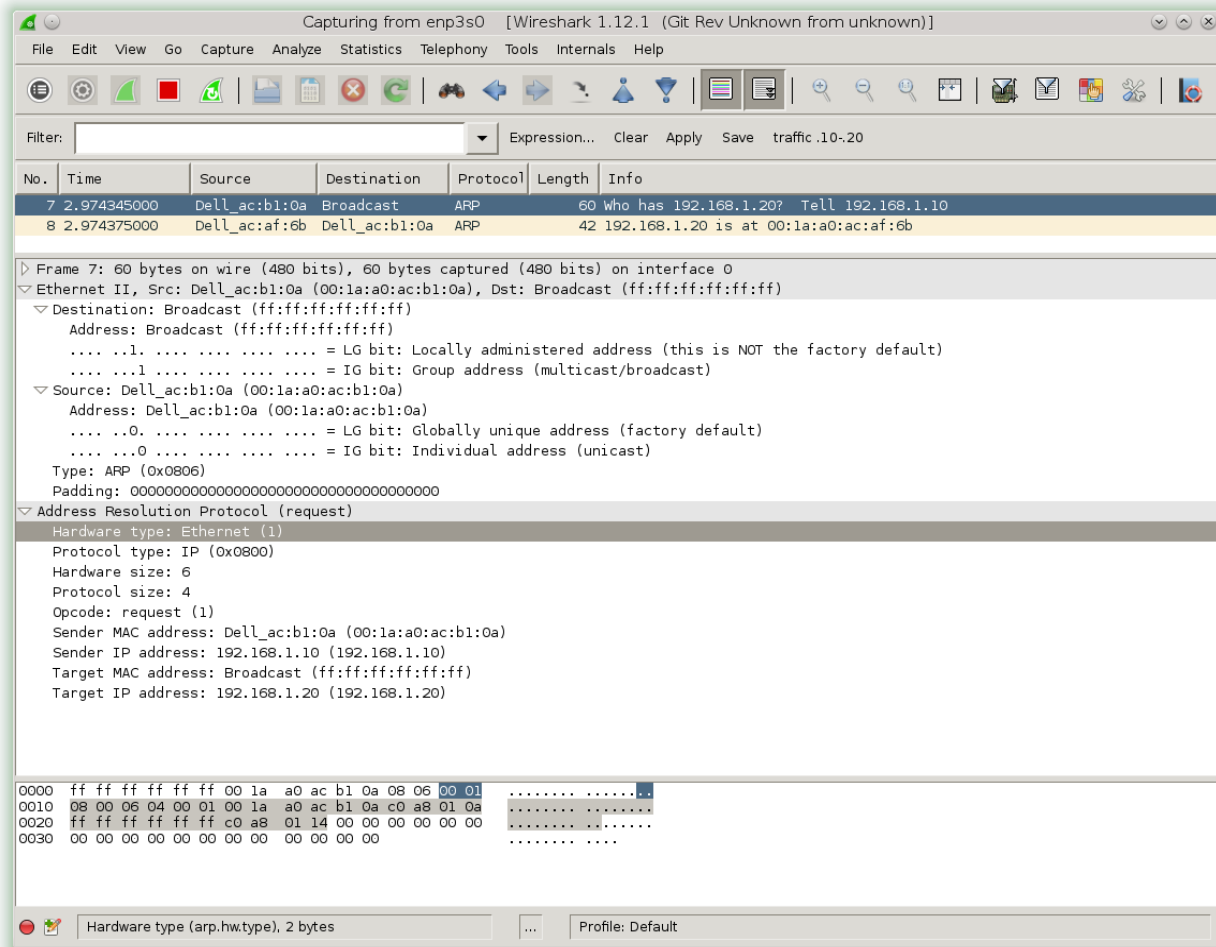 Capturing from enp3s0 [Wireshark 1.12.1 (Git Rev Unknown from unknown)]
File Edit View Go Capture Analyze Statistics Telephony Tools Internals Help
Filter: Expression... Clear Apply Save traffic .10-.20
No. Time Source Destination Protocol Length Info
7 2.974345000 Dell_ac:b1:0a Broadcast ARP 60 Who has 192.168.1.20? Tell 192.168.1.10
8 2.974375000 Dell_ac:af:6b Dell_ac:b1:0a ARP 42 192.168.1.20 is at 00:1a:a0:ac:af:6b
Frame 7: 60 bytes on wire (480 bits), 60 bytes captured (480 bits) on interface 0
Ethernet II, Src: Dell_ac:b1:0a (00:1a:a0:ac:b1:0a), Dst: Broadcast (ff:ff:ff:ff:ff:ff)
Destination: Broadcast (ff:ff:ff:ff:ff:ff)
Address: Broadcast (ff:ff:ff:ff:ff:ff)
.... ..1. .... .... .... .... = LG bit: Locally administered address (this is NOT the factory default)
.... ...1 .... .... .... .... = IG bit: Group address (multicast/broadcast)
Source: Dell_ac:b1:0a (00:1a:a0:ac:b1:0a)
Address: Dell_ac:b1:0a (00:1a:a0:ac:b1:0a)
.... ..0. .... .... .... .... = LG bit: Globally unique address (factory default)
.... ...0 .... .... .... .... = IG bit: Individual address (unicast)
Type: ARP (0x0806)
Padding: 000000000000000000000000000000000000
Address Resolution Protocol (request)
Hardware type: Ethernet (1)
Protocol type: IP (0x0800)
Hardware size: 6
Protocol size: 4
Opcode: request (1)
Sender MAC address: Dell_ac:b1:0a (00:1a:a0:ac:b1:0a)
Sender IP address: 192.168.1.10 (192.168.1.10)
Target MAC address: Broadcast (ff:ff:ff:ff:ff:ff)
Target IP address: 192.168.1.20 (192.168.1.20)
0000 ff ff ff ff ff ff 00 1a a0 ac b1 0a 08 06 00 01 ........ ........
0010 08 00 06 04 00 01 00 1a a0 ac b1 0a c0 a8 01 0a ........ ........
0020 ff ff ff ff ff ff c0 a8 01 14 00 00 00 00 00 00 ........ ........
0030 00 00 00 00 00 00 00 00 00 00 00 00 ........ ....
Hardware type (arp.hw.type), 2 bytes ... Profile: Default